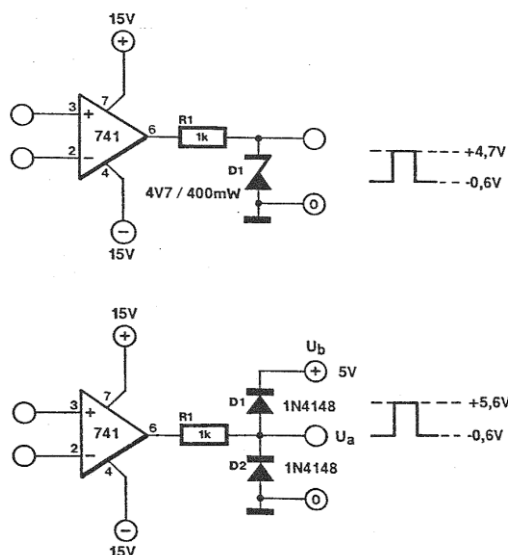 15V
+
7
3
+
741
6
R1
1k
2
−
4
D1
4V7 / 400mW
0
−
15V
+4,7V
-0,6V
15V
+
7
3
+
741
6
R1
1k
2
−
4
Ub
+
5V
D1
1N4148
Ua
D2
1N4148
0
−
15V
+5,6V
-0,6V